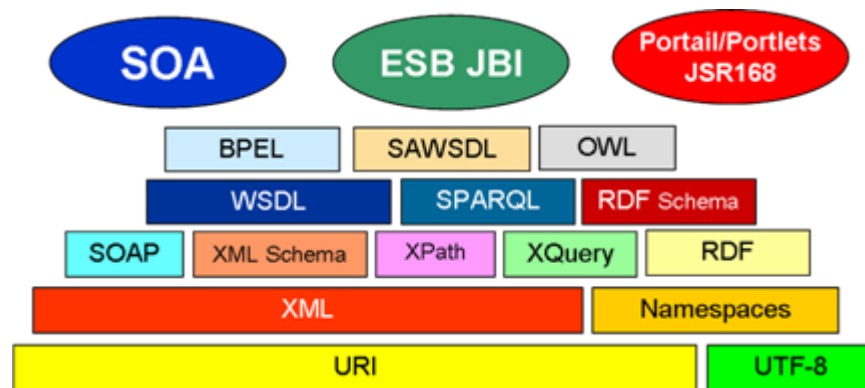 SOA
ESB JBI
Portail/Portlets
JSR168
BPEL
SAWSDL
OWL
WSDL
SPARQL
RDF Schema
SOAP
XML Schema
XPath
XQuery
RDF
XML
Namespaces
URI
UTF-8